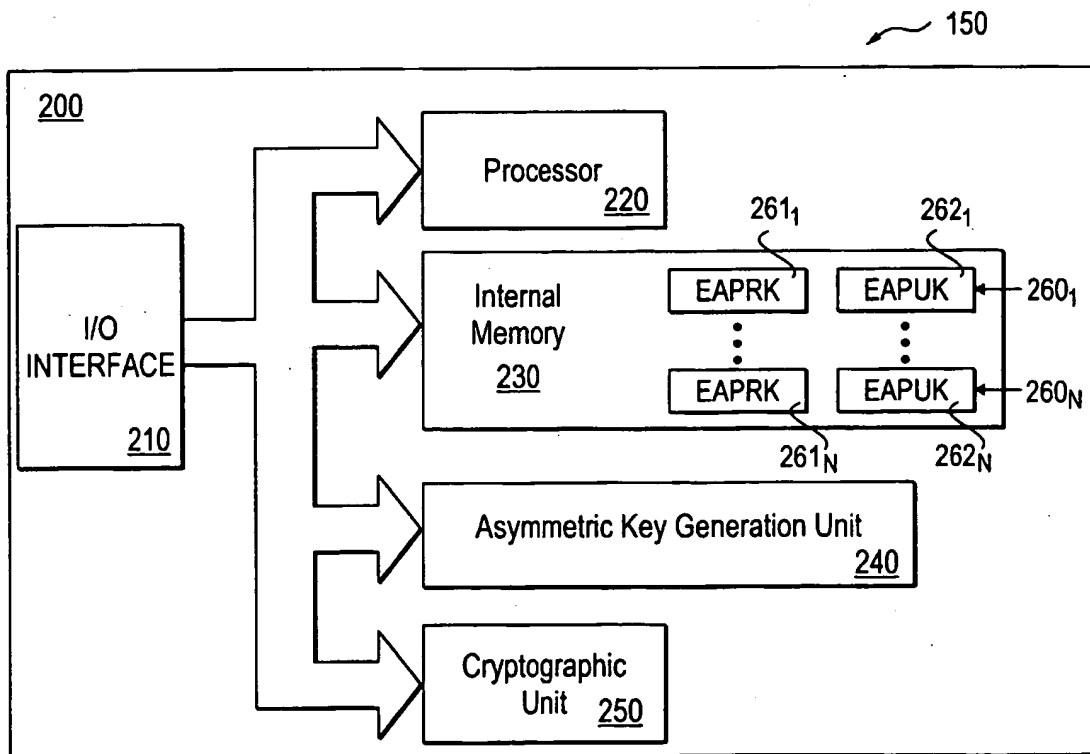 150
200
Processor
220
I/O
INTERFACE
210
Internal
Memory
230
261₁
262₁
EAPRK
EAPUK
260₁
EAPRK
EAPUK
260N
261N
262N
Asymmetric Key Generation Unit
240
Cryptographic
Unit
250